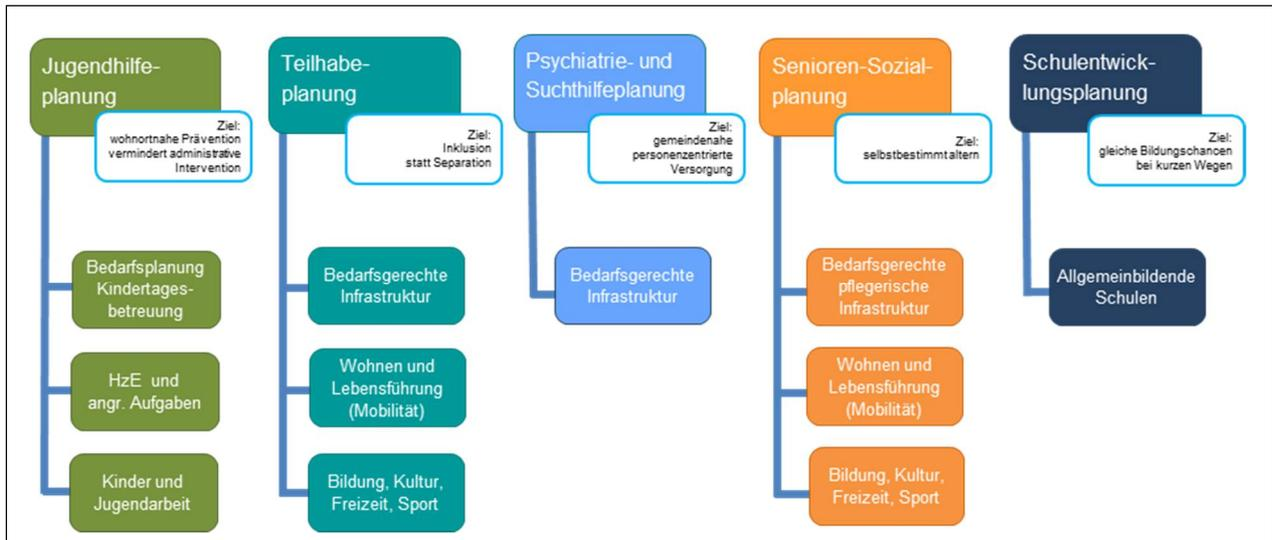 Jugendhilfe-
planung
Ziel:
wohnortnahe Prävention
vermindert administrative
Intervention
Bedarfsplanung
Kindertages-
betreuung
HzE und
angr. Aufgaben
Kinder und
Jugendarbeit
Teilhabe-
planung
Ziel:
Inklusion
statt Separation
Bedarfsgerechte
Infrastruktur
Wohnen und
Lebensführung
(Mobilität)
Bildung, Kultur,
Freizeit, Sport
Psychiatrie- und
Suchthilfeplanung
Ziel:
gemeindenahe
personenzentrierte
Versorgung
Bedarfsgerechte
Infrastruktur
Senioren-Sozial-
planung
Ziel:
selbstbestimmt altern
Bedarfsgerechte
pflegerische
Infrastruktur
Wohnen und
Lebensführung
(Mobilität)
Bildung, Kultur,
Freizeit, Sport
Schulentwick-
lungsplanung
Ziel:
gleiche Bildungschancen
bei kurzen Wegen
Allgemeinbildende
Schulen